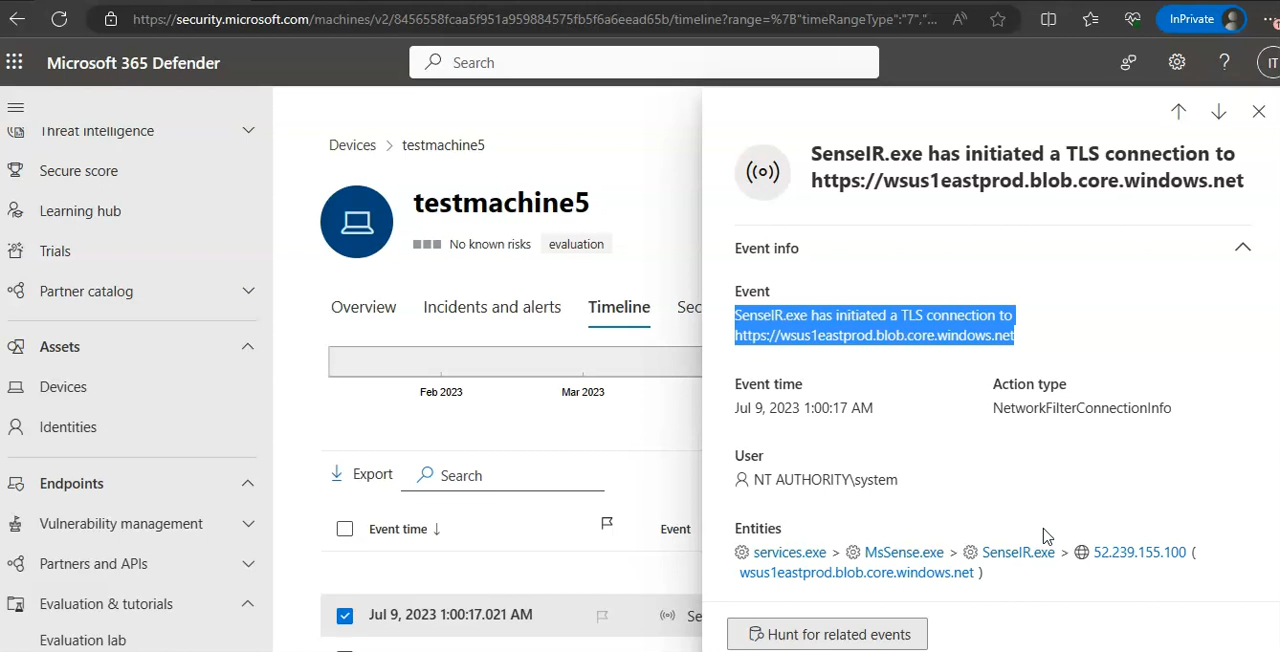 https://security.microsoft.com/machines/v2/8456558fcaa5f951a959884575fb5f6a6eead65b/timeline?range=%7B"timeRangeType":"7","...
InPrivate
Microsoft 365 Defender
Search
IT
Threat intelligence
Secure score
Learning hub
Trials
Partner catalog
Assets
Devices
Identities
Endpoints
Vulnerability management
Partners and APIs
Evaluation & tutorials
Evaluation lab
Devices > testmachine5
testmachine5
No known risks evaluation
Overview Incidents and alerts Timeline Sec
Feb 2023 Mar 2023
Export Search
Event time ↓ Event
Jul 9, 2023 1:00:17.021 AM Se
SenseIR.exe has initiated a TLS connection to
https://wsus1eastprod.blob.core.windows.net
Event info
Event
SenseIR.exe has initiated a TLS connection to
https://wsus1eastprod.blob.core.windows.net
Event time Action type
Jul 9, 2023 1:00:17 AM NetworkFilterConnectionInfo
User
NT AUTHORITY\system
Entities
services.exe > MsSense.exe > SenseIR.exe > 52.239.155.100 (
wsus1eastprod.blob.core.windows.net )
Hunt for related events